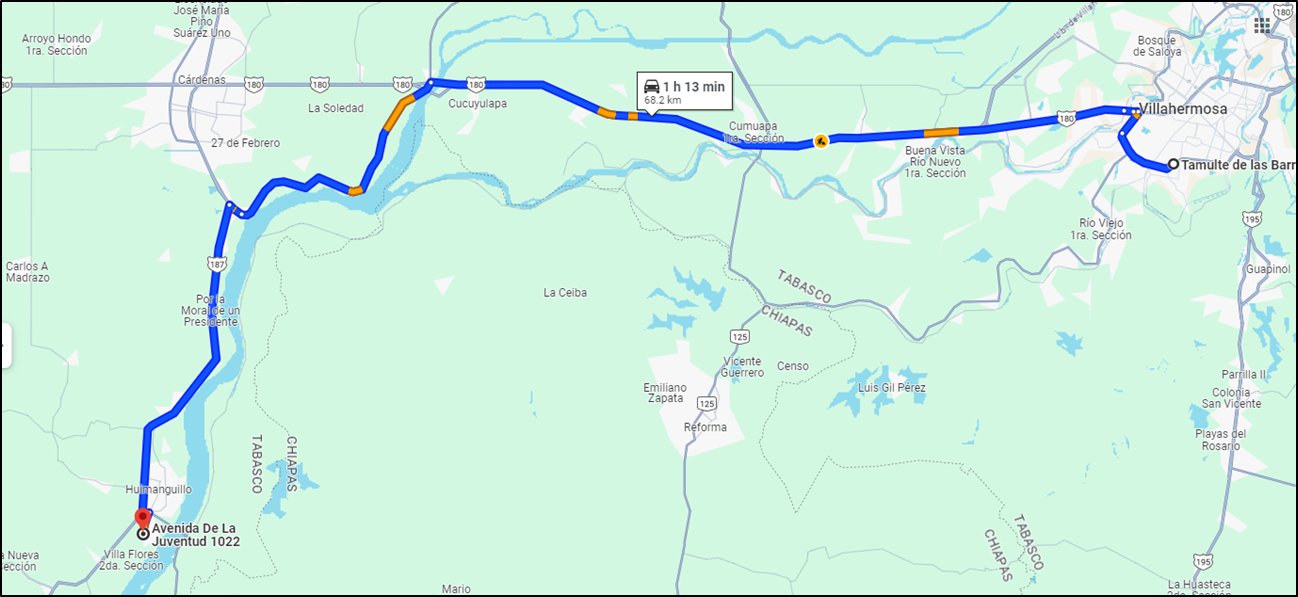 José María
Pino
Suárez Uno
Arroyo Hondo
1ra. Sección
180
Bosque
de Saloya
Cárdenas
180
180
180
180
La Soledad
Cucuyulapa
1 h 13 min
68.2 km
Villahermosa
180
27 de Febrero
Cumuapa
1ra. Sección
Buena Vista
Río Nuevo
1ra. Sección
Tamulte de las Barr
195
Río Viejo
1ra. Sección
187
Carlos A
Madrazo
Guapinol
La Ceiba
TABASCO
CHIAPAS
Por la
Moral de un
Presidente
125
Vicente
Guerrero
Censo
Parrilla II
Emiliano
Zapata
Luis Gil Pérez
Colonia
San Vicente
125
Reforma
Playas del
Rosario
TABASCO
CHIAPAS
Huimanguillo
Avenida De La
Juventud 1022
TABASCO
CHIAPAS
a Nueva
ección
Villa Flores
2da. Sección
195
Mario
La Huasteca